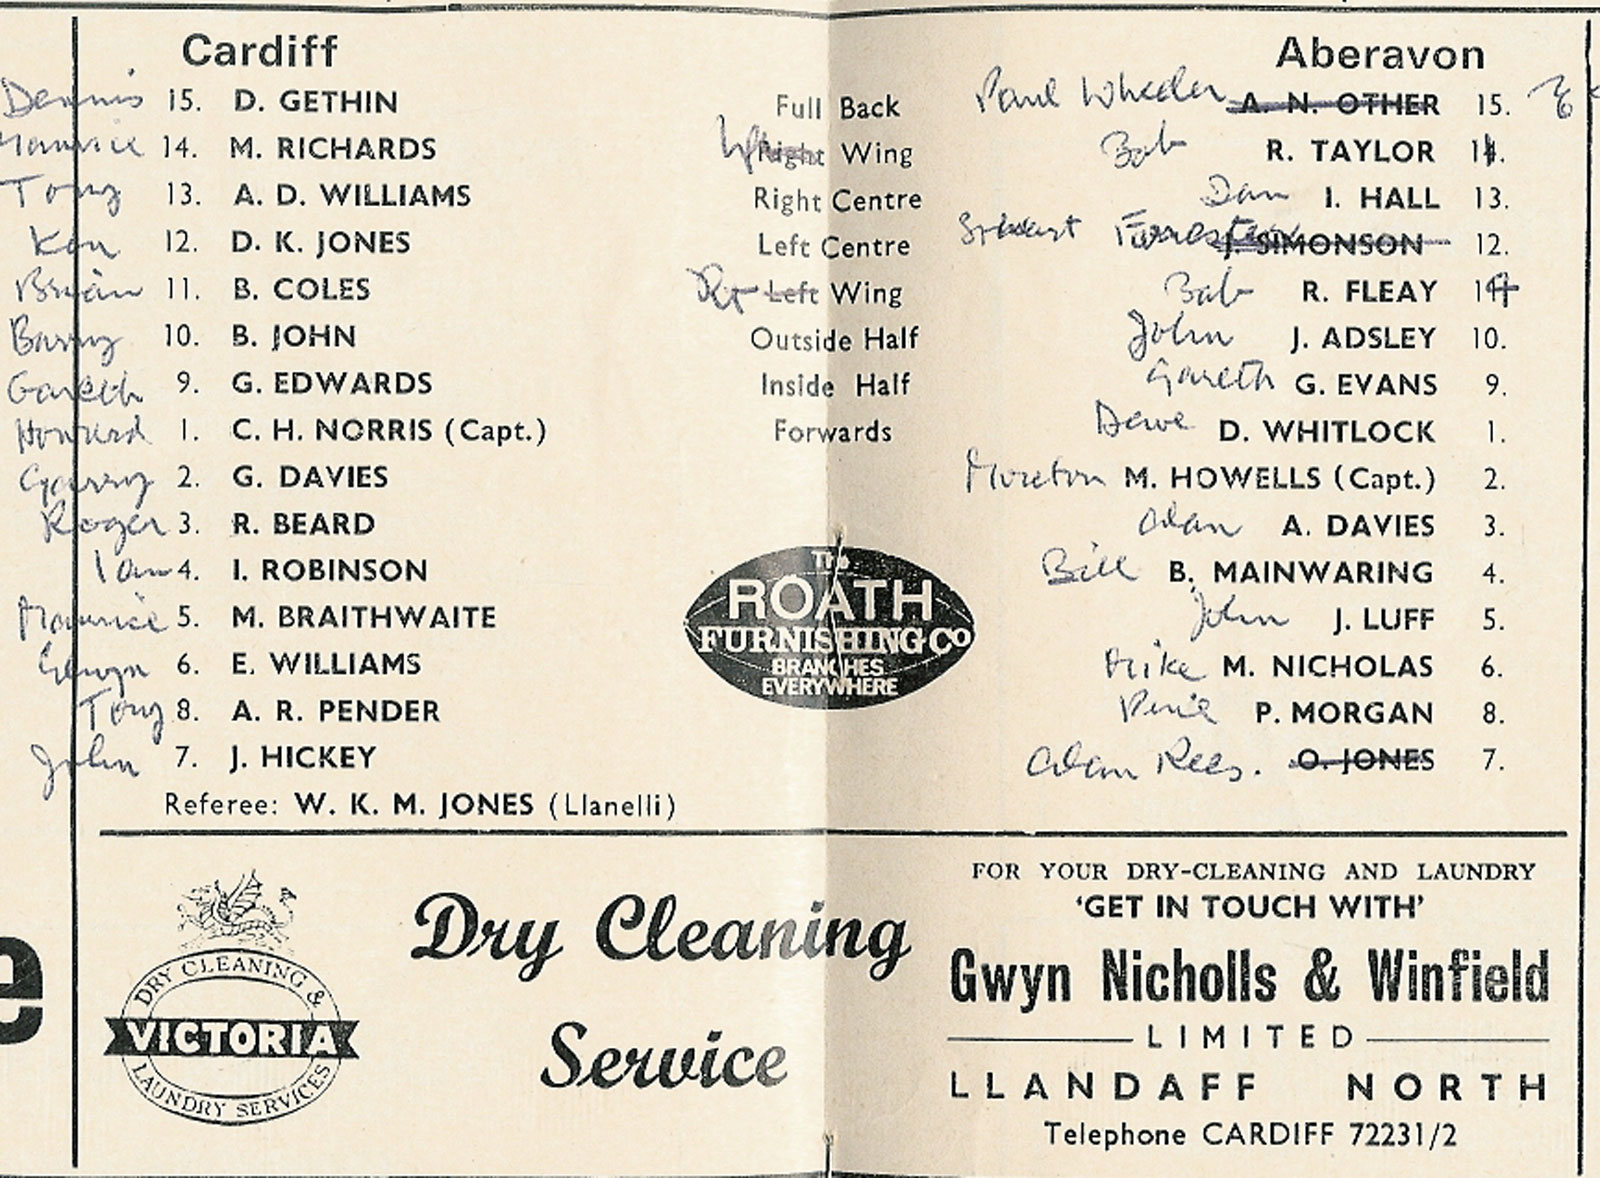 Cardiff Aberavon
Dennis 15. D. GETHIN Full Back Paul Wheeler A. N. OTHER 15.
Maurice 14. M. RICHARDS Left Right Wing Bob R. TAYLOR 11.
Tony 13. A. D. WILLIAMS Right Centre Dan I. HALL 13.
Ken 12. D. K. JONES Left Centre Stewart Forrester J. SIMONSON 12.
Brian 11. B. COLES Rt Left Wing Bob R. FLEAY 14
Barry 10. B. JOHN Outside Half John J. ADSLEY 10.
Gareth 9. G. EDWARDS Inside Half Gareth G. EVANS 9.
Howard 1. C. H. NORRIS (Capt.) Forwards Dave D. WHITLOCK 1.
Garry 2. G. DAVIES Moreton M. HOWELLS (Capt.) 2.
Roger 3. R. BEARD Alan A. DAVIES 3.
Ian 4. I. ROBINSON Bill B. MAINWARING 4.
Maurice 5. M. BRAITHWAITE John J. LUFF 5.
Elwyn 6. E. WILLIAMS Mike M. NICHOLAS 6.
Tony 8. A. R. PENDER P. MORGAN 8.
John 7. J. HICKEY Alan Rees. O. JONES 7.
The
ROATH
FURNISHING Co
BRANCHES
EVERYWHERE
Referee: W. K. M. JONES (Llanelli)
DRY CLEANING &
VICTORIA
LAUNDRY SERVICES
Dry Cleaning
Service
FOR YOUR DRY-CLEANING AND LAUNDRY
'GET IN TOUCH WITH'
Gwyn Nicholls & Winfield
LIMITED
LLANDAFF NORTH
Telephone CARDIFF 72231/2